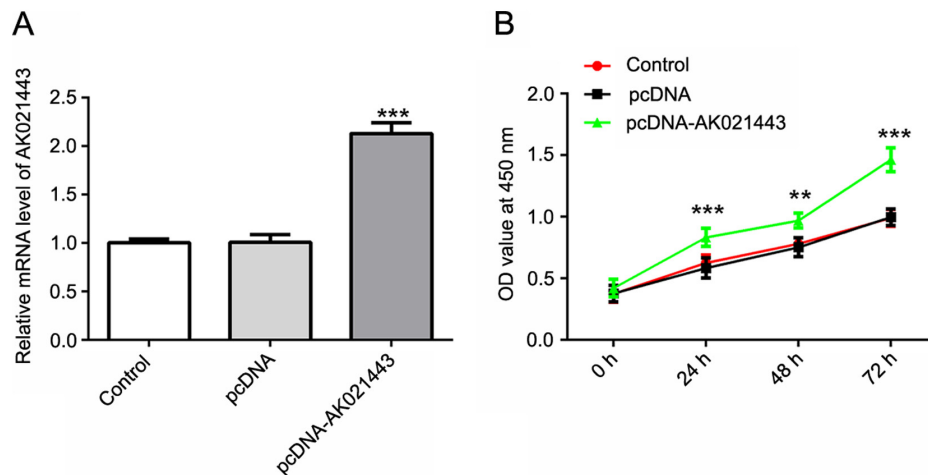 A
Relative mRNA level of AK021443
2.5
2.0
1.5
1.0
0.5
0.0
***
Control
pcDNA
pcDNA-AK021443
B
Control
pcDNA
pcDNA-AK021443
OD value at 450 nm
2.0
1.5
1.0
0.5
0.0
***
**
***
0 h
24 h
48 h
72 h